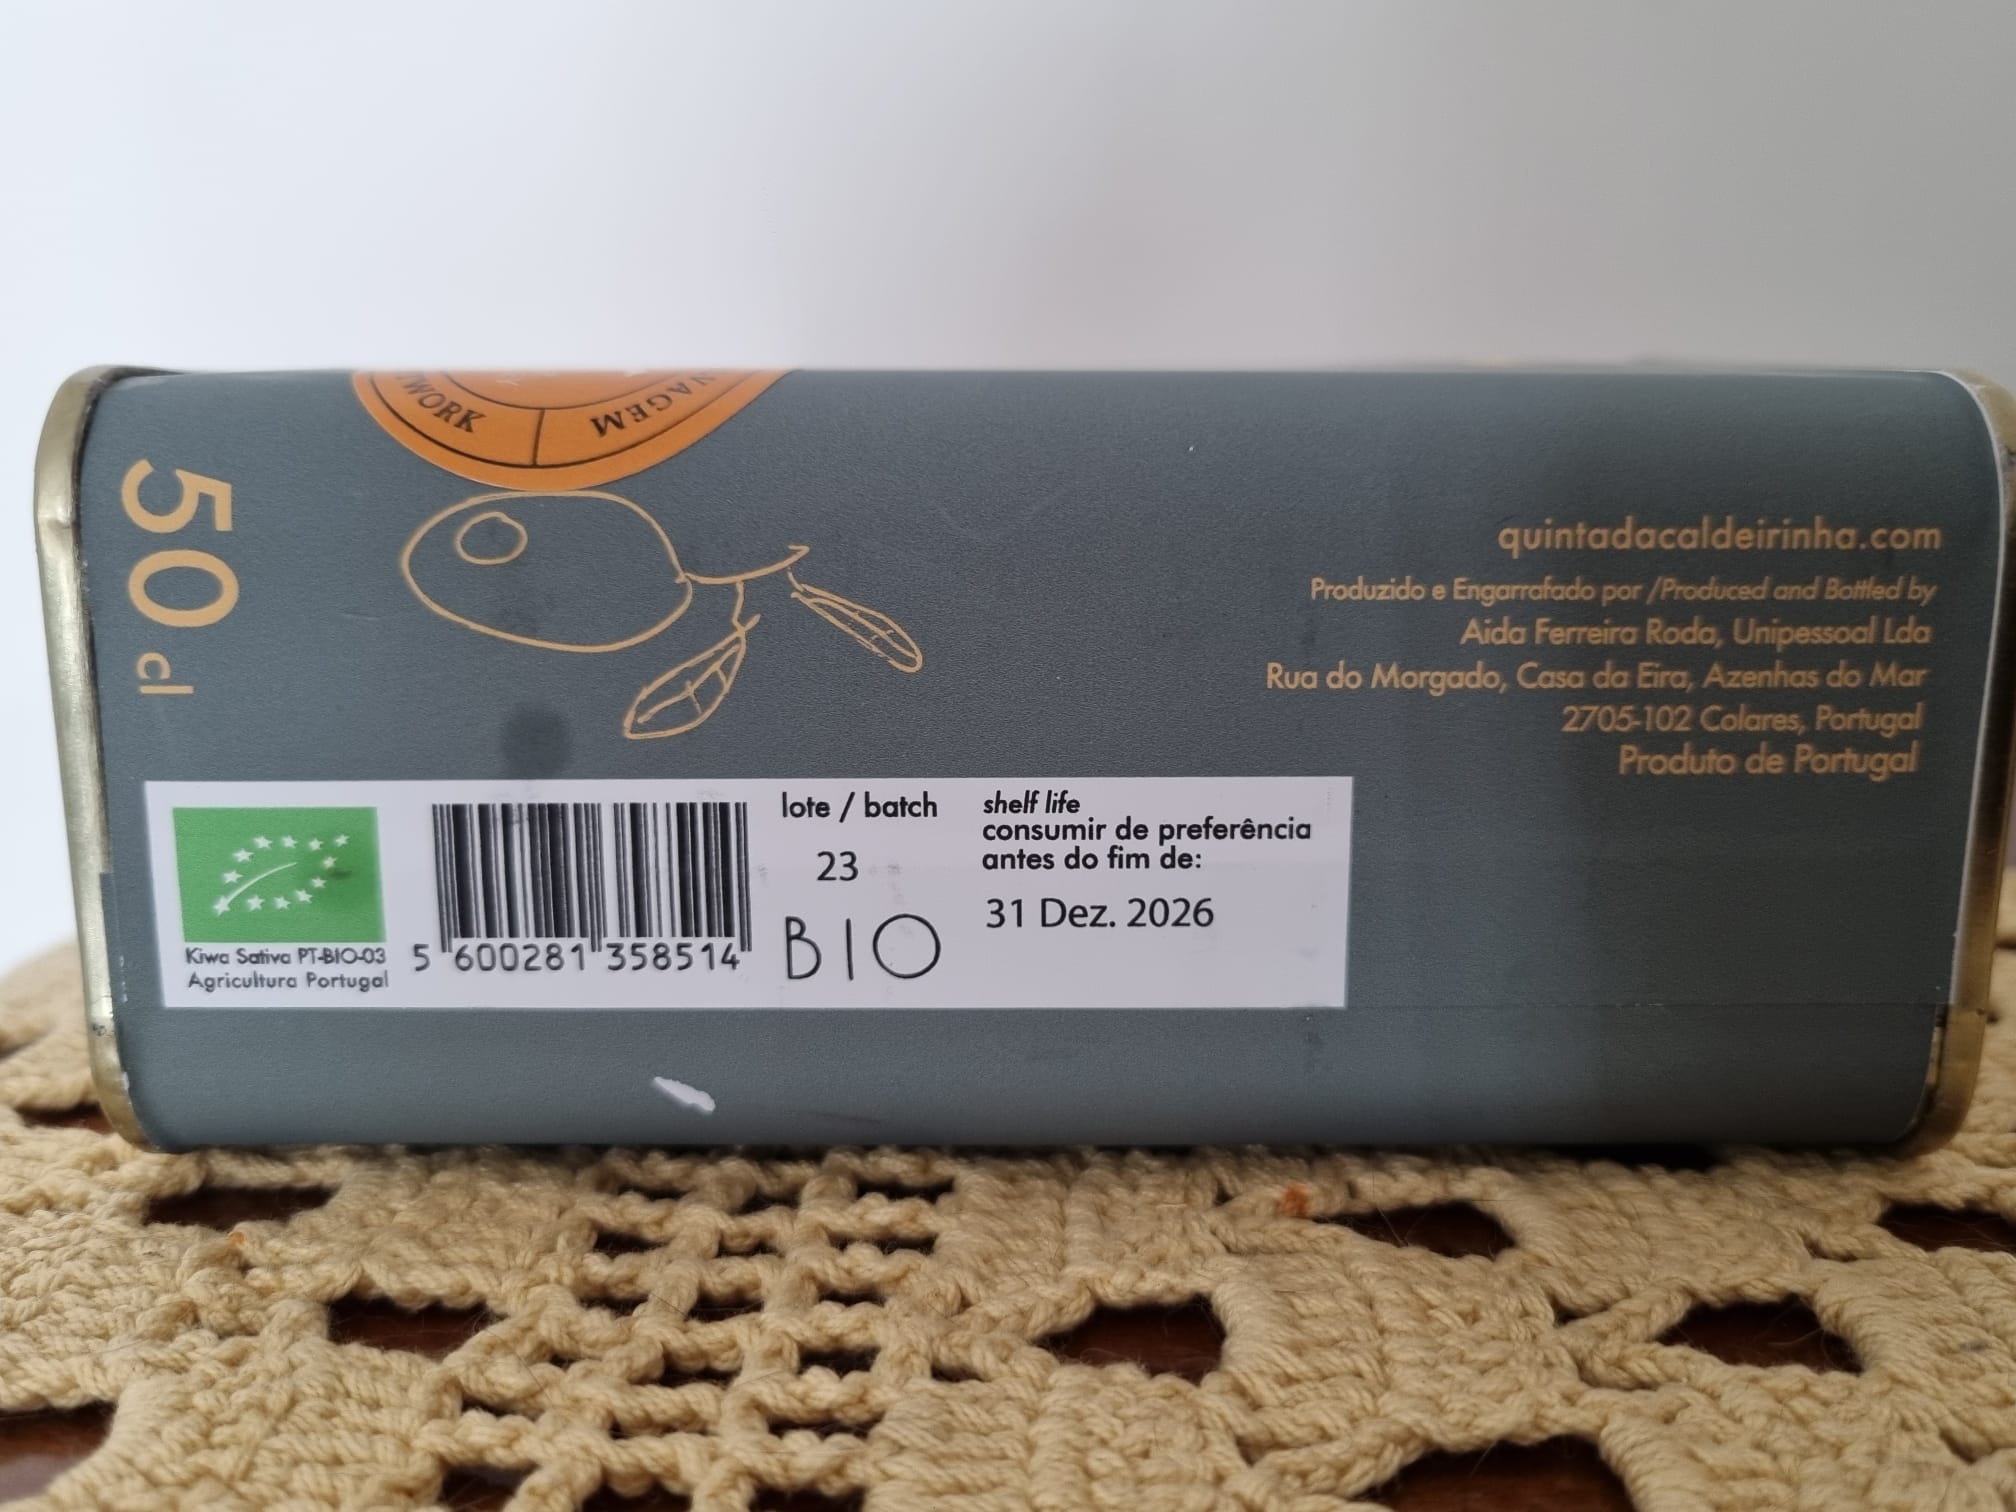 WORK
VAGEM
50 cl
quintadacaldeirinha.com
Produzido e Engarrafado por /Produced and Bottled by
Aida Ferreira Roda, Unipessoal Lda
Rua do Morgado, Casa da Eira, Azenhas do Mar
2705-102 Colares, Portugal
Produto de Portugal
Kiwa Sativa PT-BIO-03
Agricultura Portugal
5 600281 358514
lote / batch
23
BIO
shelf life
consumir de preferência
antes do fim de:
31 Dez. 2026